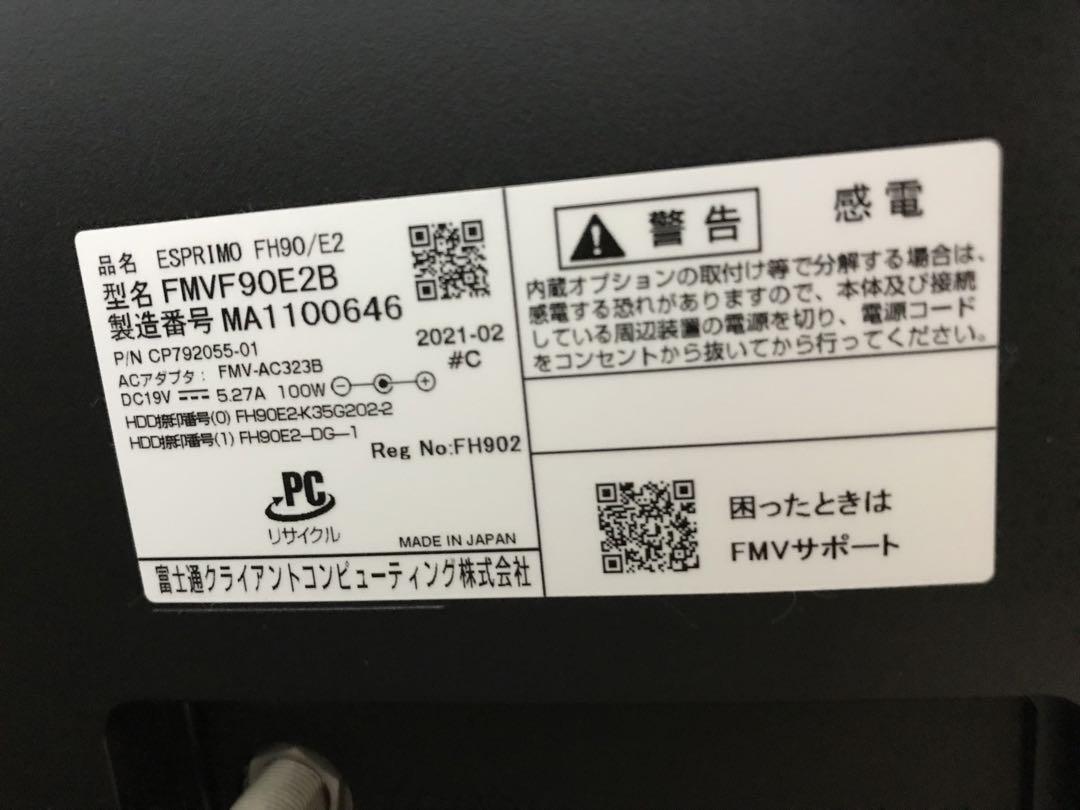 品名 ESPRIMO FH90/E2
型名 FMVF90E2B
製造番号 MA1100646
2021-02
P/N CP792055-01
#C
ACアダプタ: FMV-AC323B
DC19V 5.27A 100W
HDD捺印番号(0) FH90E2-K35G202-2
HDD捺印番号(1) FH90E2-DG-1
Reg No:FH902
PC
リサイクル
MADE IN JAPAN
富士通クライアントコンピューティング株式会社
警告 感電
内蔵オプションの取付け等で分解する場合は、
感電する恐れがありますので、本体及び接続
している周辺装置の電源を切り、電源コード
をコンセントから抜いてから行ってください。
困ったときは
FMVサポート